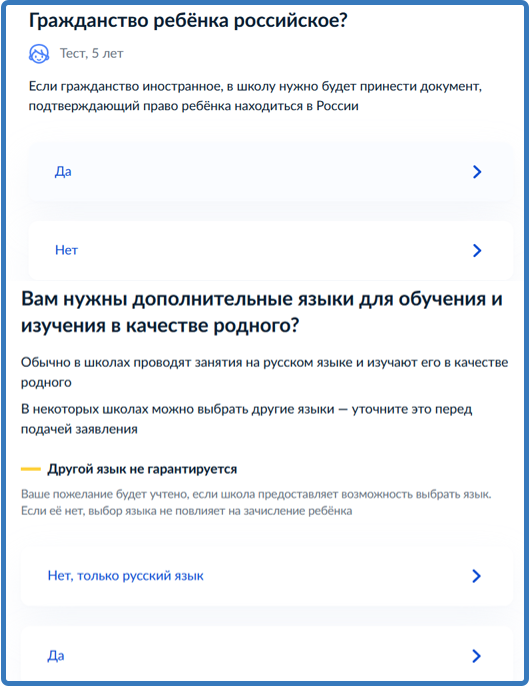 Гражданство ребёнка российское?
Тест, 5 лет
Если гражданство иностранное, в школу нужно будет принести документ,
подтверждающий право ребёнка находиться в России
Да
Нет
Вам нужны дополнительные языки для обучения и
изучения в качестве родного?
Обычно в школах проводят занятия на русском языке и изучают его в качестве
родного
В некоторых школах можно выбрать другие языки — уточните это перед
подачей заявления
Другой язык не гарантируется
Ваше пожелание будет учтено, если школа предоставляет возможность выбрать язык.
Если её нет, выбор языка не повлияет на зачисление ребёнка
Нет, только русский язык
Да